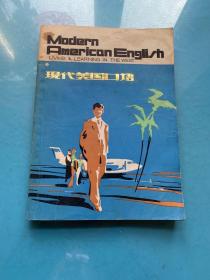 Modern
American English
LIVING & LEARNING IN THE WEST
现代美国口语